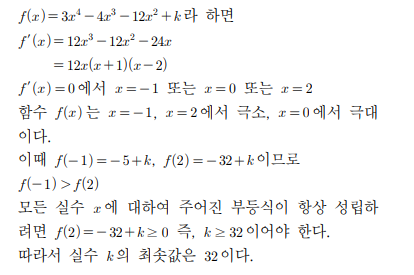 f(x)=3x⁴-4x³-12x²+k라 하면
f′(x)=12x³-12x²-24x
=12x(x+1)(x-2)
f′(x)=0에서 x=-1 또는 x=0 또는 x=2
함수 f(x)는 x=-1, x=2에서 극소, x=0에서 극대
이다.
이때 f(-1)=-5+k, f(2)=-32+k이므로
f(-1)>f(2)
모든 실수 x에 대하여 주어진 부등식이 항상 성립하
려면 f(2)=-32+k≥0 즉, k≥32이어야 한다.
따라서 실수 k의 최솟값은 32이다.